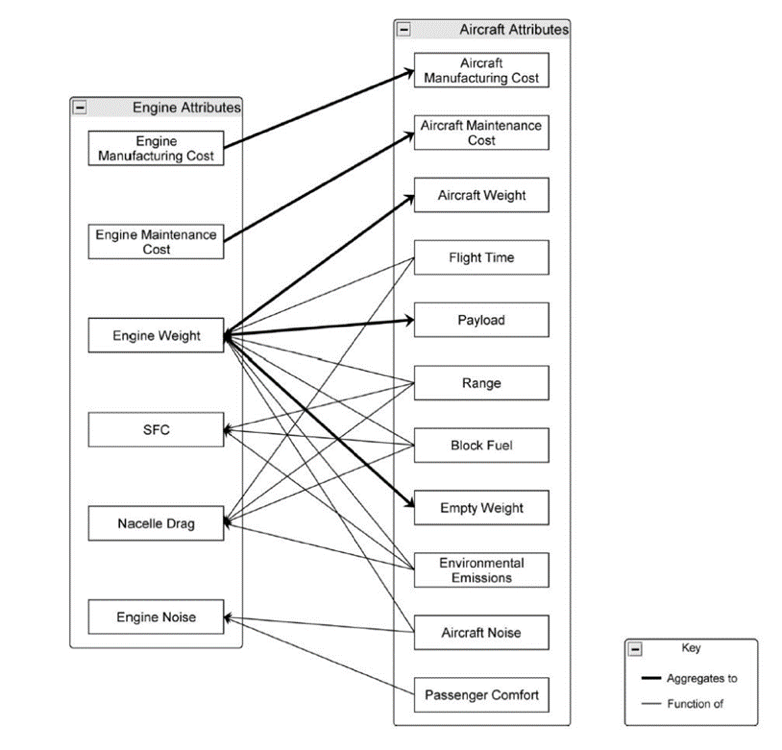 Engine Attributes
Engine
Manufacturing Cost
Engine Maintenance
Cost
Engine Weight
SFC
Nacelle Drag
Engine Noise
Aircraft Attributes
Aircraft
Manufacturing Cost
Aircraft Maintenance
Cost
Aircraft Weight
Flight Time
Payload
Range
Block Fuel
Empty Weight
Environmental
Emissions
Aircraft Noise
Passenger Comfort
Key
Aggregates to
Function of